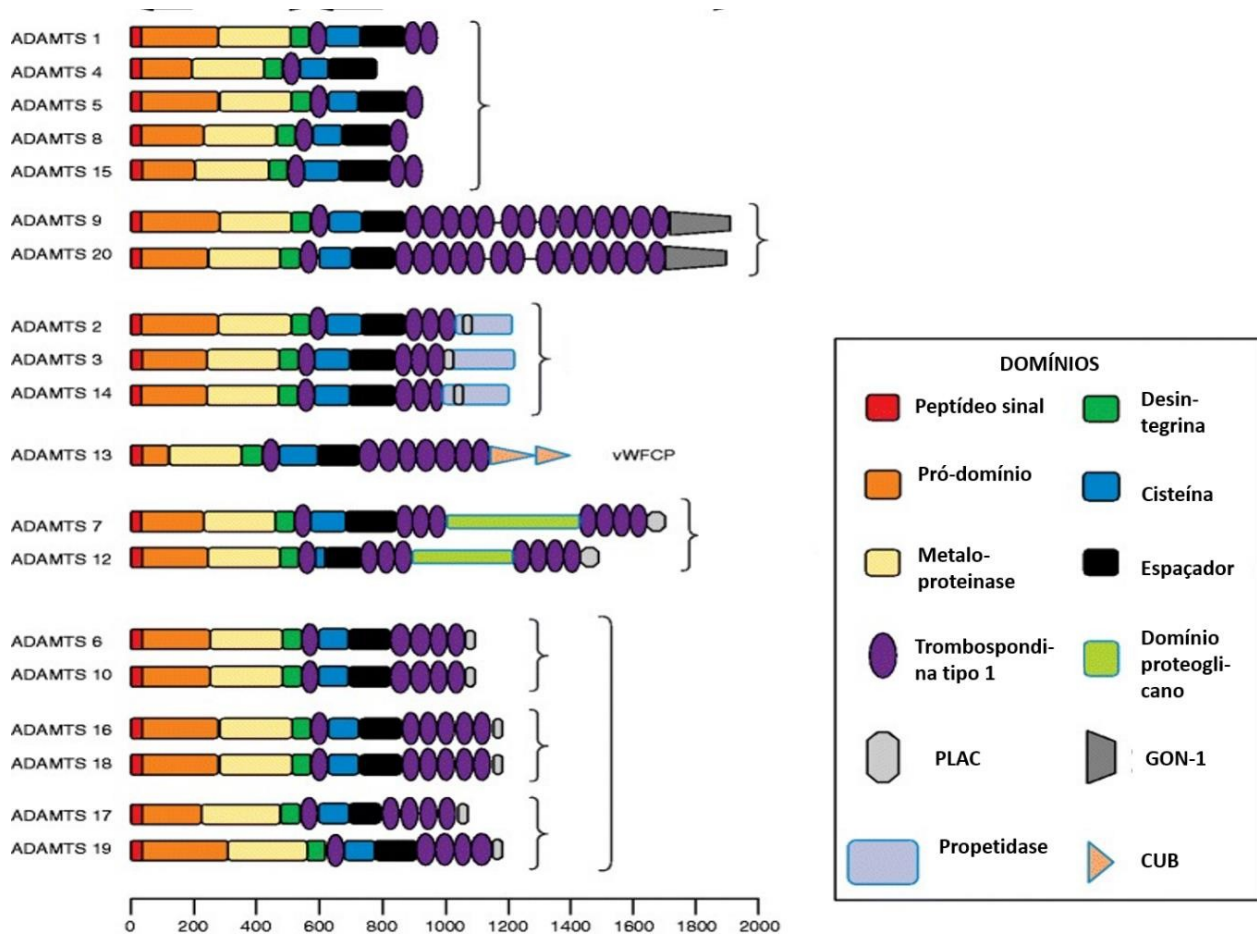 ADAMTS 1
ADAMTS 4
ADAMTS 5
ADAMTS 8
ADAMTS 15
ADAMTS 9
ADAMTS 20
ADAMTS 2
ADAMTS 3
ADAMTS 14
ADAMTS 13
vWFCP
ADAMTS 7
ADAMTS 12
ADAMTS 6
ADAMTS 10
ADAMTS 16
ADAMTS 18
ADAMTS 17
ADAMTS 19
0 200 400 600 800 1000 1200 1400 1600 1800 2000
DOMÍNIOS
Peptídeo sinal
Desin-
tegrina
Pró-domínio
Cisteína
Metalo-
proteinase
Espaçador
Trombospondi-
na tipo 1
Domínio
proteogli-
cano
PLAC
GON-1
Propetidase
CUB